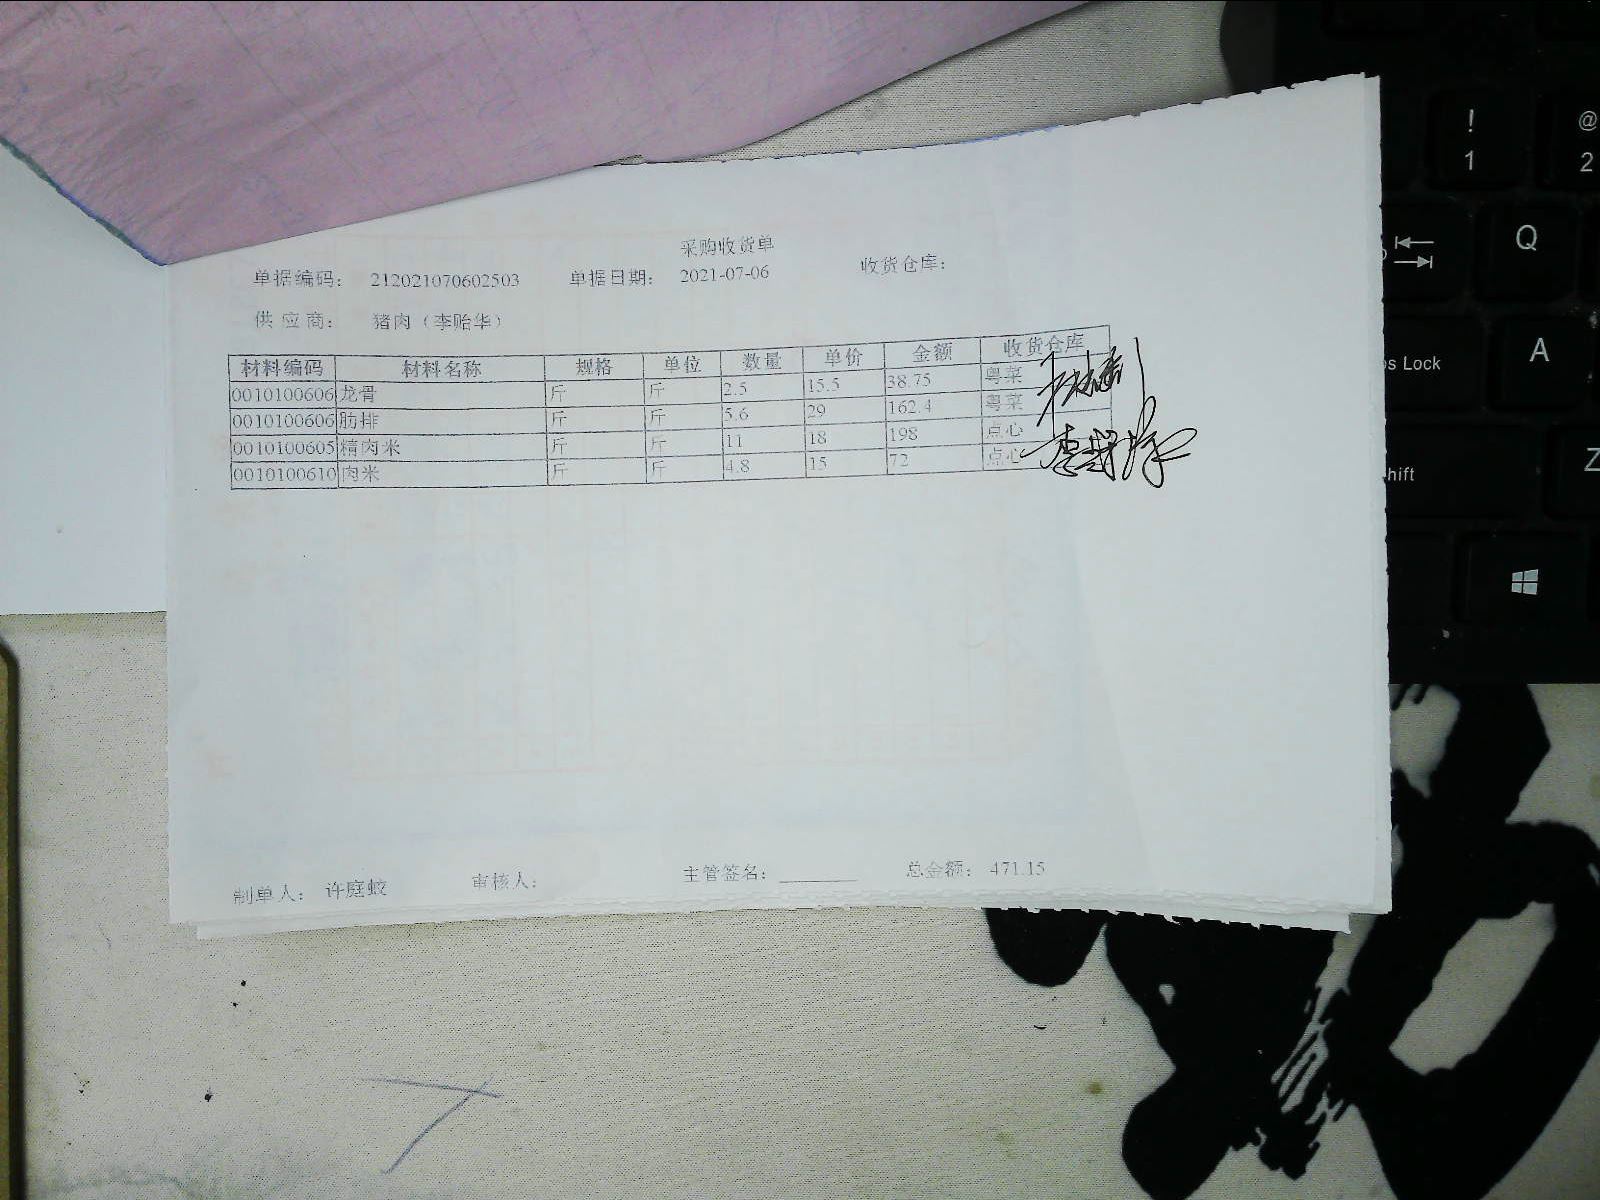 采购收货单
单据编码： 212021070602503 单据日期： 2021-07-06 收货仓库：
供 应 商： 猪肉（李贻华）
材料编码 材料名称 规格 单位 数量 单价 金额 收货仓库
0010100606 龙骨 斤 斤 2.5 15.5 38.75 粤菜
0010100606 肋排 斤 斤 5.6 29 162.4 粤菜
0010100605 精肉米 斤 斤 11 18 198 点心
0010100610 肉米 斤 斤 4.8 15 72 点心
制单人： 许庭蛟 审核人： 主管签名： 总金额： 471.15
!
1
@
2
Q
A
s Lock
hift
Z